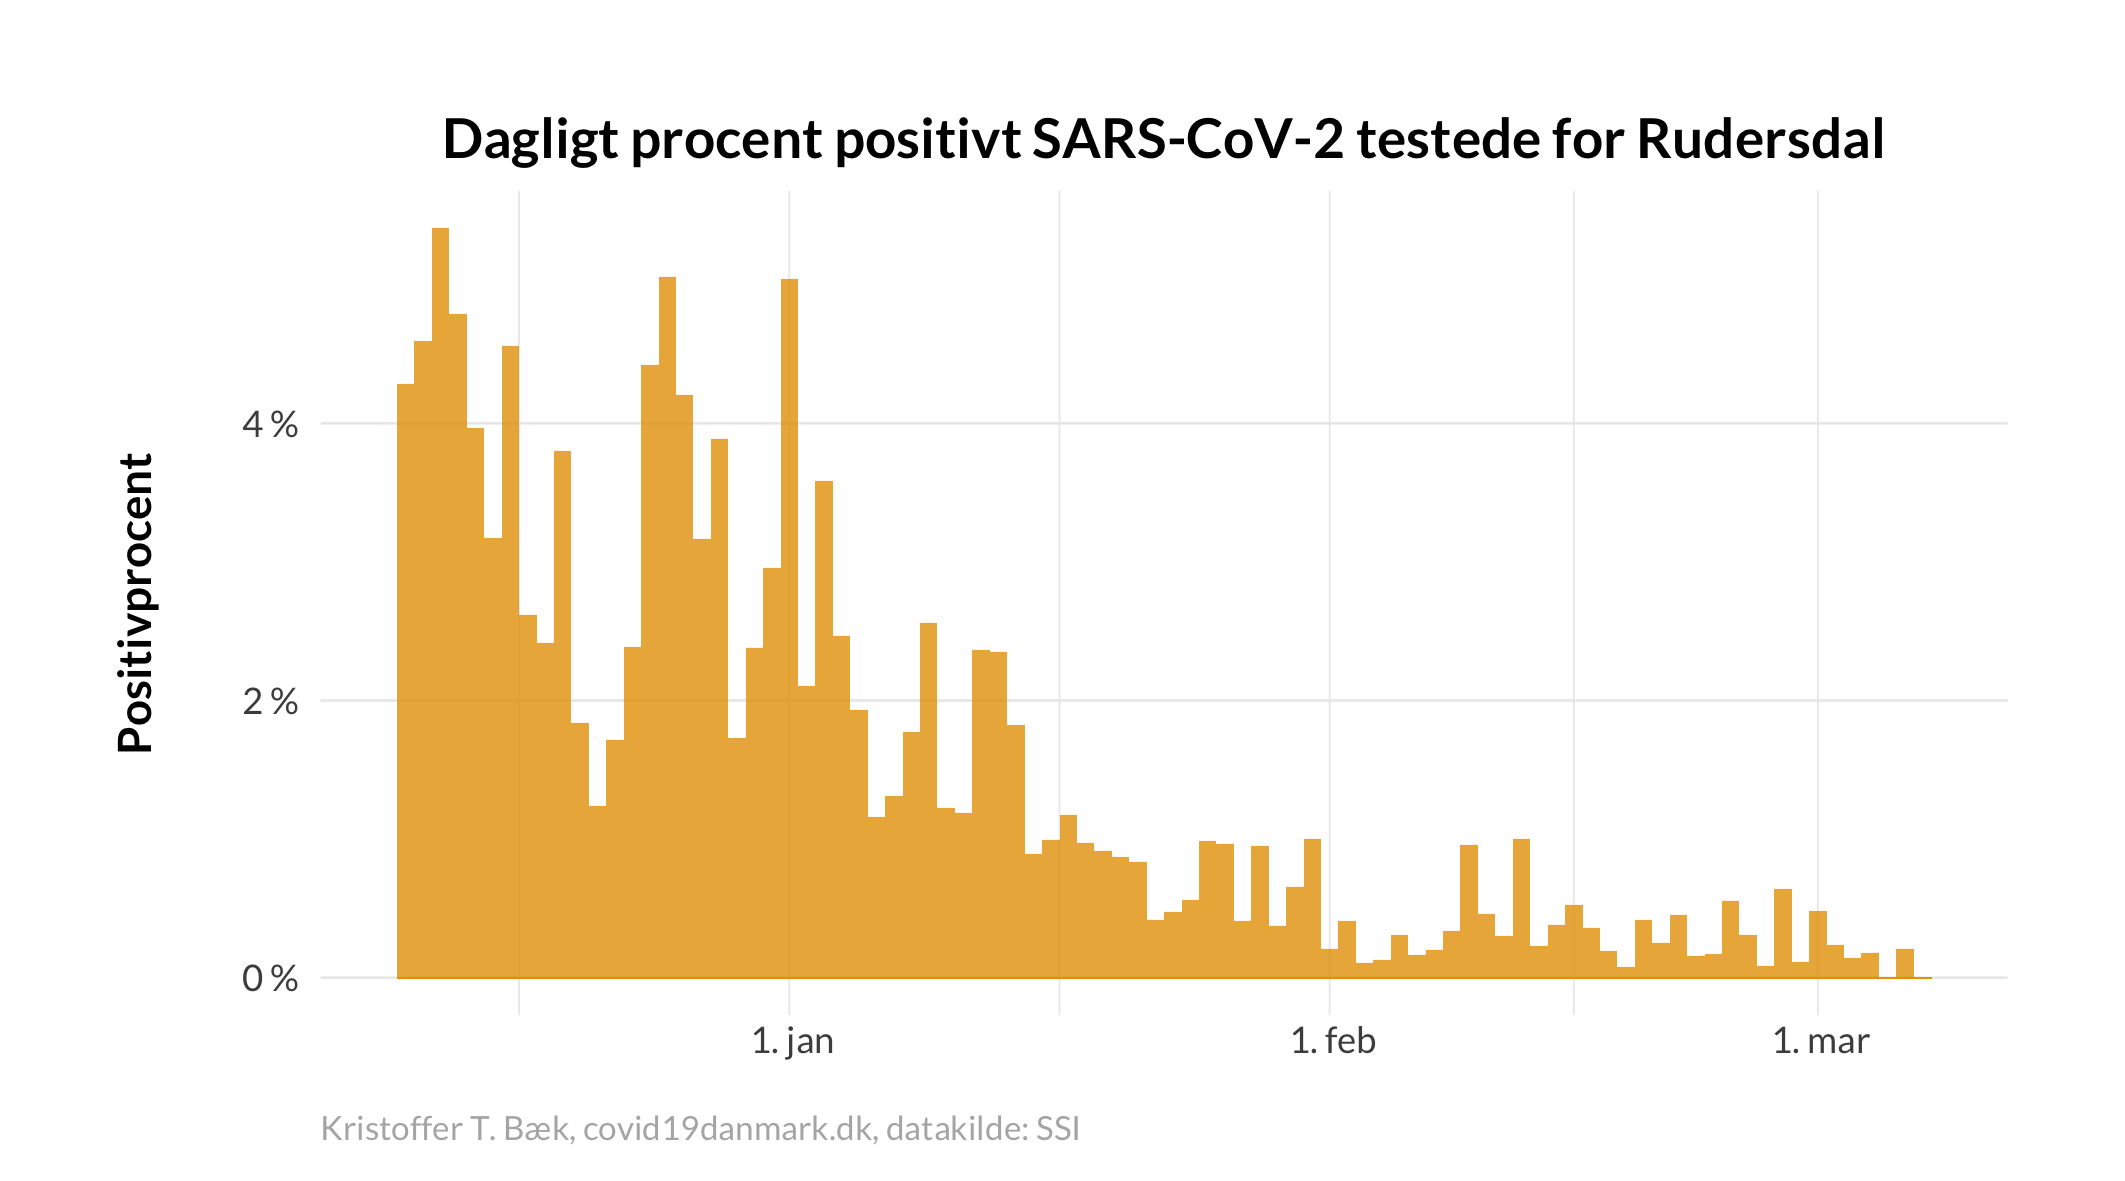 Dagligt procent positivt SARS-CoV-2 testede for Rudersdal
Positivprocent
4 %
2 %
0 %
1. jan
1. feb
1. mar
Kristoffer T. Bæk, covid19danmark.dk, datakilde: SSI